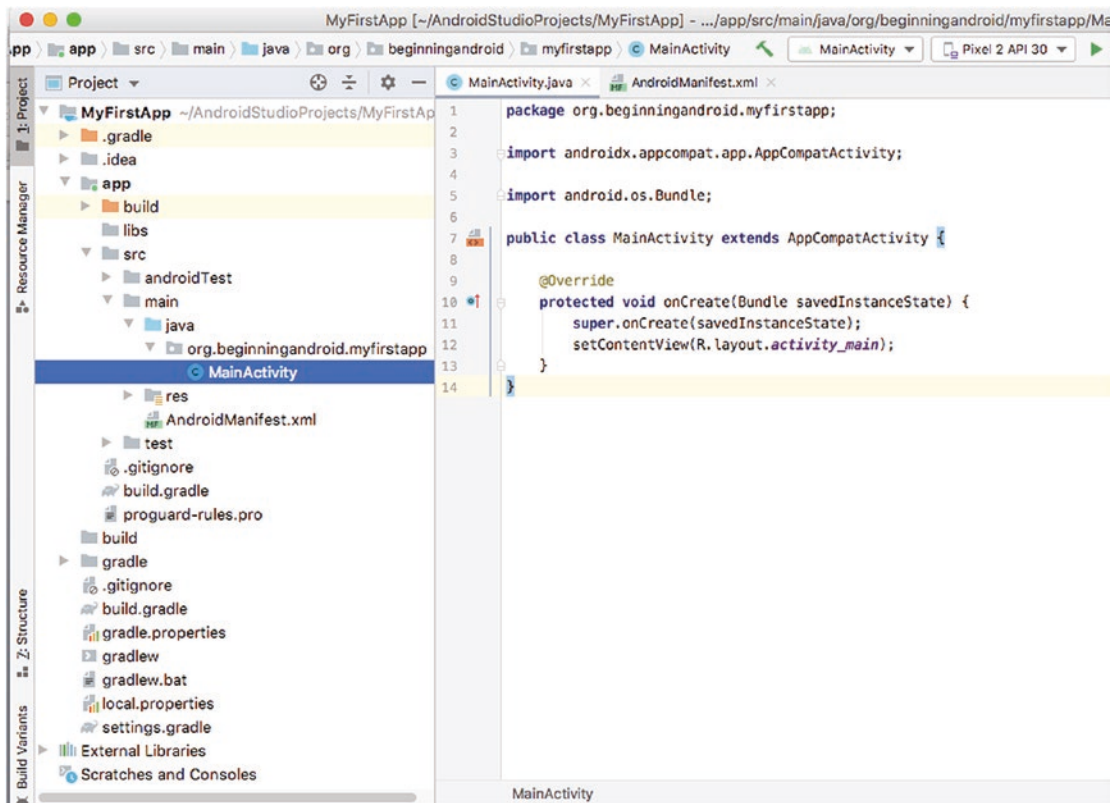 MyFirstApp [~/AndroidStudioProjects/MyFirstApp] - .../app/src/main/java/org/beginningandroid/myfirstapp/Ma
.pp app src main java org beginningandroid myfirstapp MainActivity MainActivity Pixel 2 API 30
1: Project
Resource Manager
Z: Structure
Build Variants
Project
MyFirstApp ~/AndroidStudioProjects/MyFirstAp
.gradle
.idea
app
build
libs
src
androidTest
main
java
org.beginningandroid.myfirstapp
MainActivity
res
AndroidManifest.xml
test
.gitignore
build.gradle
proguard-rules.pro
build
gradle
.gitignore
build.gradle
gradle.properties
gradlew
gradlew.bat
local.properties
settings.gradle
External Libraries
Scratches and Consoles
MainActivity.java AndroidManifest.xml
1 package org.beginningandroid.myfirstapp;
2
3 import androidx.appcompat.app.AppCompatActivity;
4
5 import android.os.Bundle;
6
7 public class MainActivity extends AppCompatActivity {
8
9 @Override
10 protected void onCreate(Bundle savedInstanceState) {
11 super.onCreate(savedInstanceState);
12 setContentView(R.layout.activity_main);
13 }
14 }
MainActivity